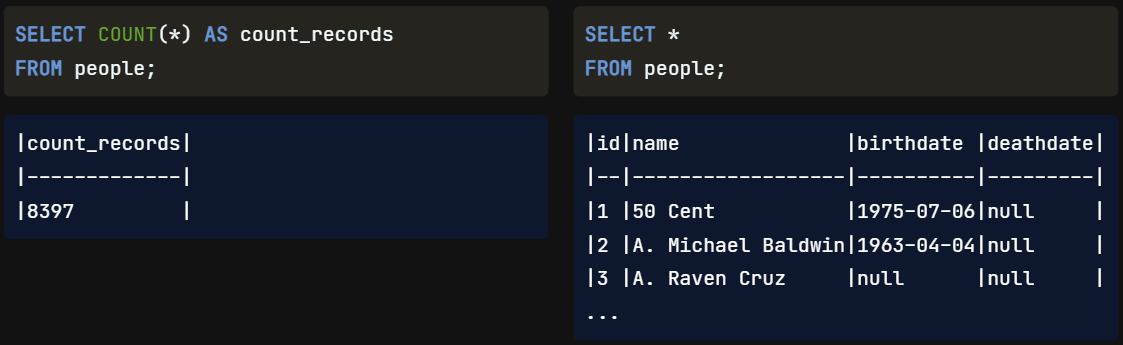 SELECT COUNT(*) AS count_records
FROM people;
|count_records|
|-------------|
|8397         |
SELECT *
FROM people;
|id|name              |birthdate |deathdate|
|--|------------------|----------|---------|
|1 |50 Cent           |1975-07-06|null     |
|2 |A. Michael Baldwin|1963-04-04|null     |
|3 |A. Raven Cruz     |null      |null     |
...